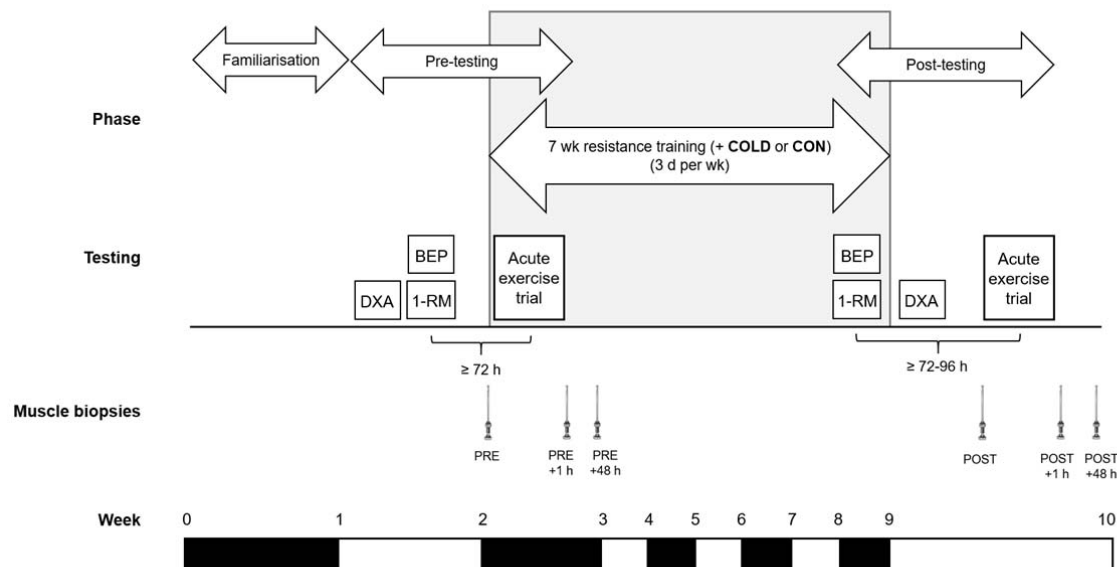 Familiarisation
Pre-testing
Post-testing
Phase
7 wk resistance training (+ COLD or CON)
(3 d per wk)
Testing
BEP
DXA
1-RM
Acute
exercise
trial
BEP
1-RM
DXA
Acute
exercise
trial
≥ 72 h
≥ 72-96 h
Muscle biopsies
PRE
PRE
+1 h
PRE
+48 h
POST
POST
+1 h
POST
+48 h
Week 0 1 2 3 4 5 6 7 8 9 10